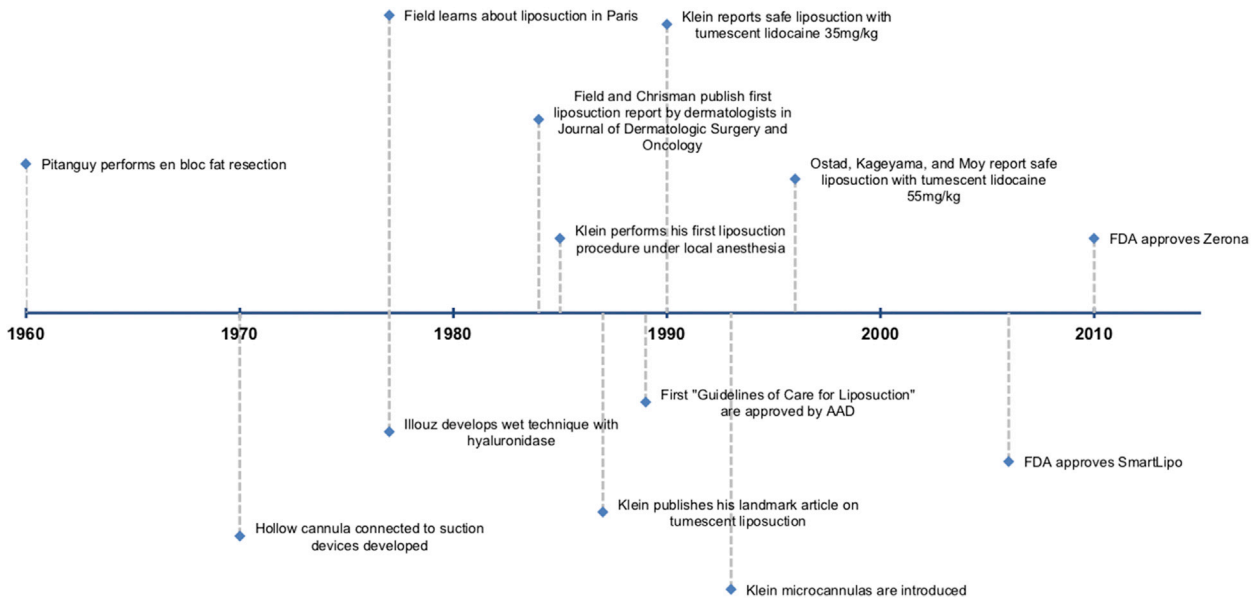 Field learns about liposuction in Paris
Klein reports safe liposuction with
tumescent lidocaine 35mg/kg
Field and Chrisman publish first
liposuction report by dermatologists in
Journal of Dermatologic Surgery and
Oncology
Pitanguy performs en bloc fat resection
Ostad, Kageyama, and Moy report safe
liposuction with tumescent lidocaine
55mg/kg
Klein performs his first liposuction
procedure under local anesthesia
FDA approves Zerona
1960 1970 1980 1990 2000 2010
First "Guidelines of Care for Liposuction"
are approved by AAD
Illouz develops wet technique with
hyaluronidase
FDA approves SmartLipo
Klein publishes his landmark article on
tumescent liposuction
Hollow cannula connected to suction
devices developed
Klein microcannulas are introduced